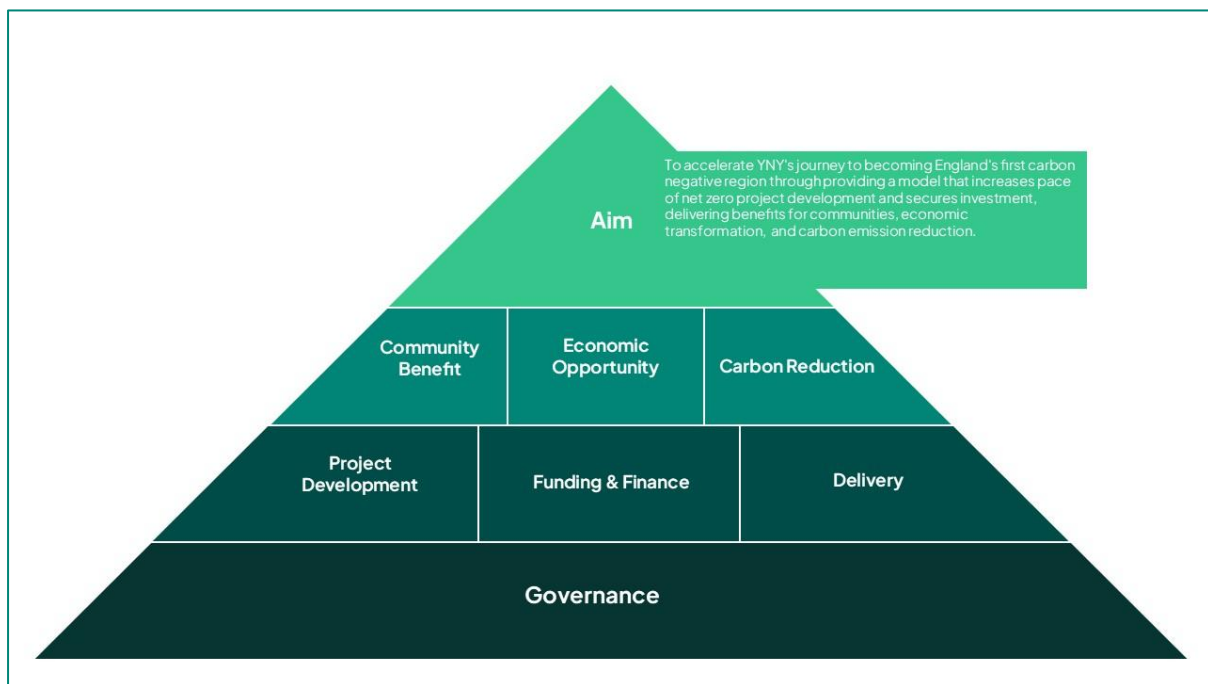 To accelerate YNY's journey to becoming England's first carbon
negative region through providing a model that increases pace
of net zero project development and secures investment,
delivering benefits for communities, economic
transformation, and carbon emission reduction.
Aim
Community
Benefit
Economic
Opportunity
Carbon Reduction
Project
Development
Funding & Finance
Delivery
Governance